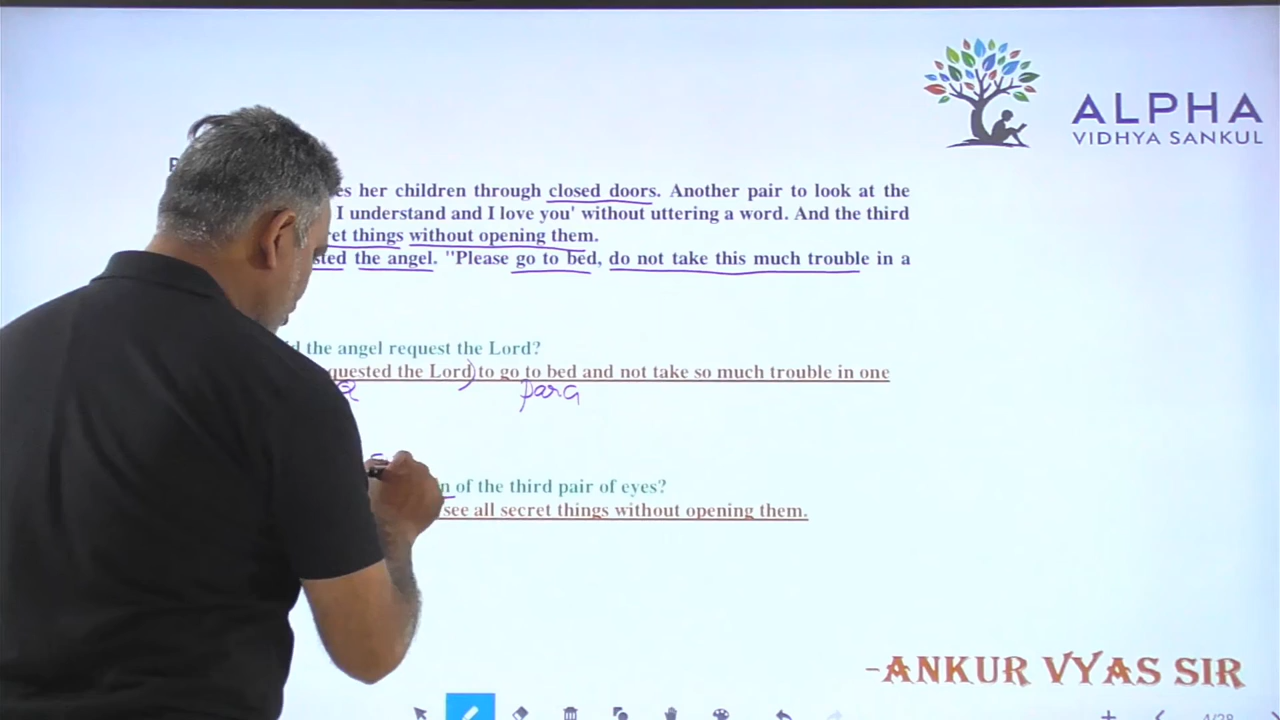 ALPHA
VIDHYA SANKUL
her children through closed doors. Another pair to look at the
I understand and I love you' without uttering a word. And the third
things without opening them.
the angel. "Please go to bed, do not take this much trouble in a
the angel request the Lord?
the Lord) to go to bed and not take so much trouble in one
Para
of the third pair of eyes?
see all secret things without opening them.
-ANKUR VYAS SIR